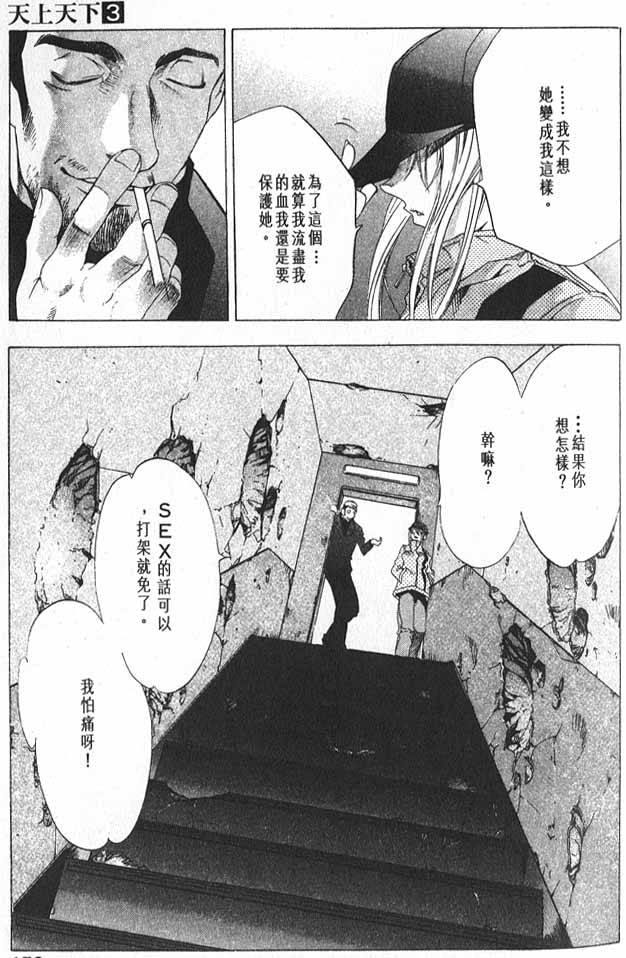 天上天下3
……我不想
她變成我這樣。
為了這個…
就算我流盡我
的血我還是要
保護她。
…結果你
想怎樣？
幹嘛？
SEX的話可以
，打架就免了。
我怕痛呀！